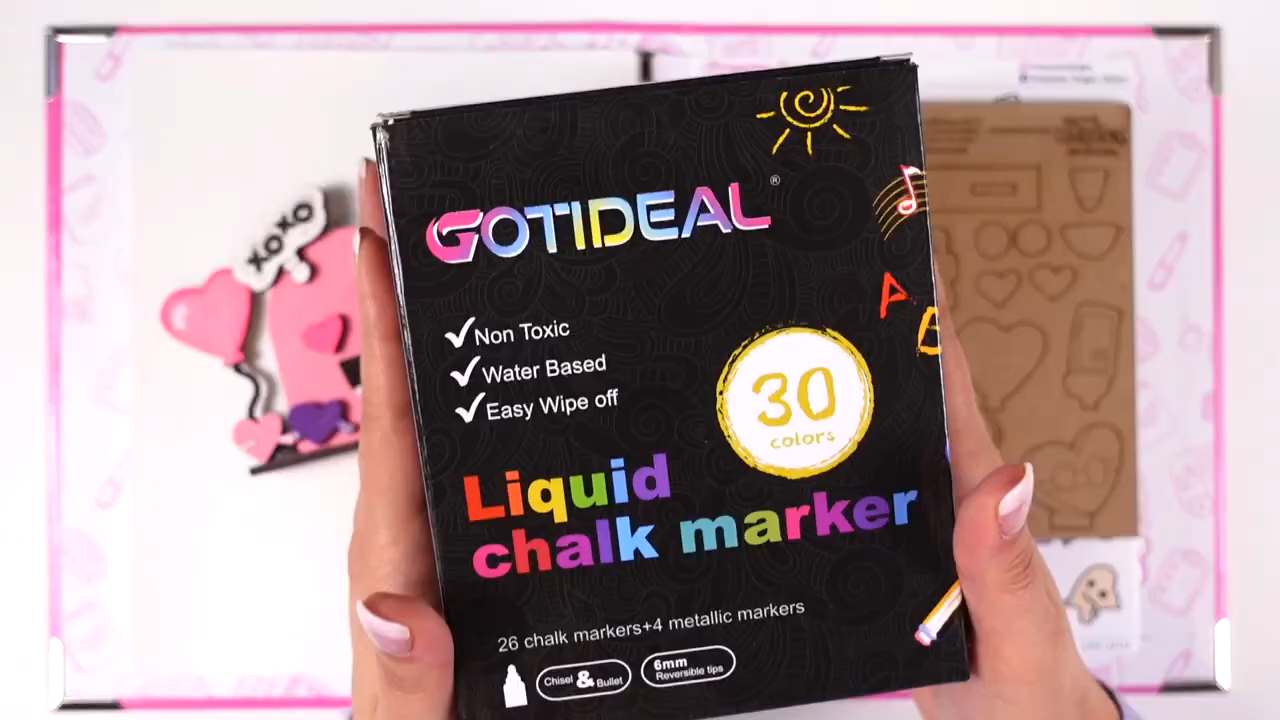 XOXO
GOTIDEAL®
✓Non Toxic
✓Water Based
✓Easy Wipe off
A
B
30
colors
Liquid
chalk marker
26 chalk markers+4 metallic markers
Chisel & Bullet
6mm
Reversible tips